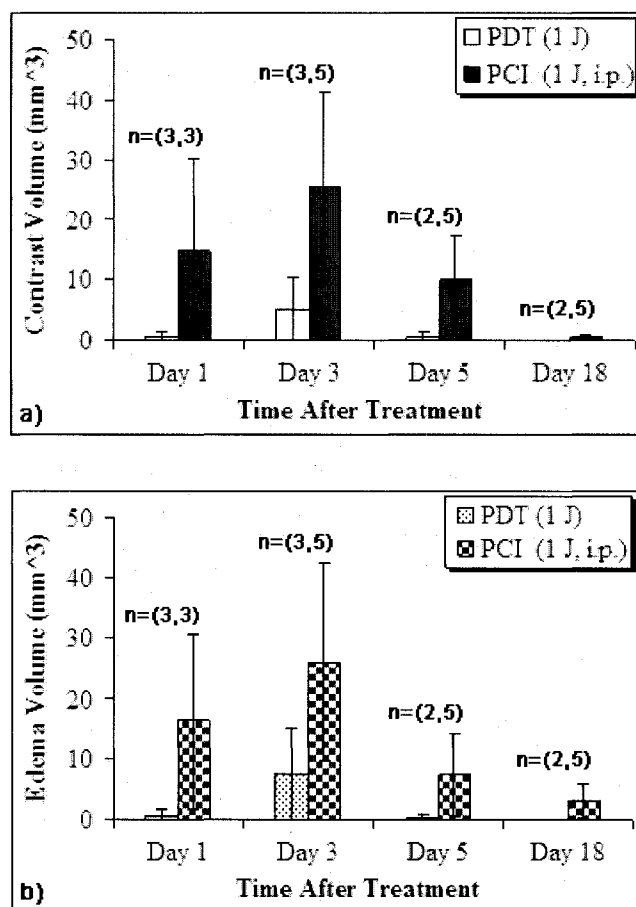 50
40
30
20
10
0
Contrast Volume (mm^3)
PDT (1 J)
PCI (1 J, i.p.)
n=(3,3)
n=(3,5)
n=(2,5)
n=(2,5)
Day 1
Day 3
Day 5
Day 18
Time After Treatment
a)
50
40
30
20
10
0
Edema Volume (mm^3)
PDT (1 J)
PCI (1 J, i.p.)
n=(3,3)
n=(3,5)
n=(2,5)
n=(2,5)
Day 1
Day 3
Day 5
Day 18
Time After Treatment
b)